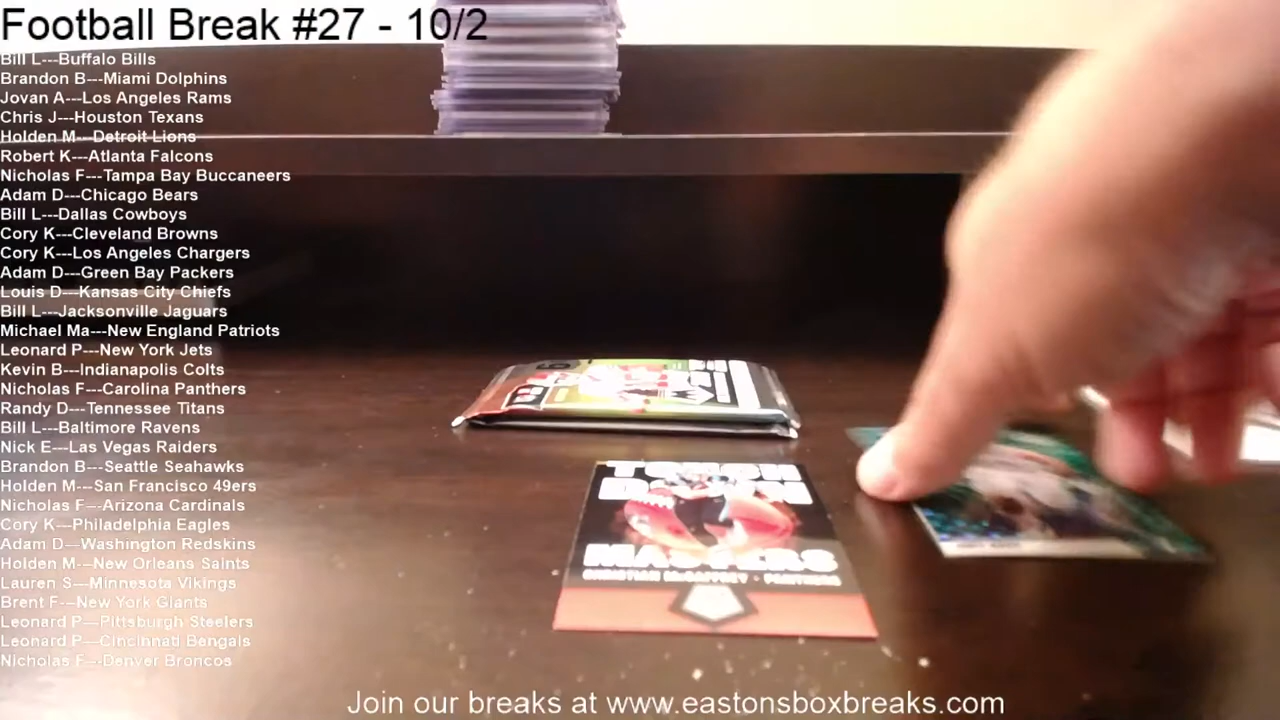 Football Break #27 - 10/2
Bill L---Buffalo Bills
Brandon B---Miami Dolphins
Jovan A---Los Angeles Rams
Chris J---Houston Texans
Holden M---Detroit Lions
Robert K---Atlanta Falcons
Nicholas F---Tampa Bay Buccaneers
Adam D---Chicago Bears
Bill L---Dallas Cowboys
Cory K---Cleveland Browns
Cory K---Los Angeles Chargers
Adam D---Green Bay Packers
Louis D---Kansas City Chiefs
Bill L---Jacksonville Jaguars
Michael Ma---New England Patriots
Leonard P---New York Jets
Kevin B---Indianapolis Colts
Nicholas F---Carolina Panthers
Randy D---Tennessee Titans
Bill L---Baltimore Ravens
Nick E---Las Vegas Raiders
Brandon B---Seattle Seahawks
Holden M---San Francisco 49ers
Nicholas F---Arizona Cardinals
Cory K---Philadelphia Eagles
Adam D---Washington Redskins
Holden M---New Orleans Saints
Lauren S---Minnesota Vikings
Brent F---New York Giants
Leonard P---Pittsburgh Steelers
Leonard P---Cincinnati Bengals
Nicholas F---Denver Broncos
TOUCH
DOWN
MASTERS
CHRISTIAN McCAFFREY • PANTHERS
Join our breaks at www.eastonsboxbreaks.com